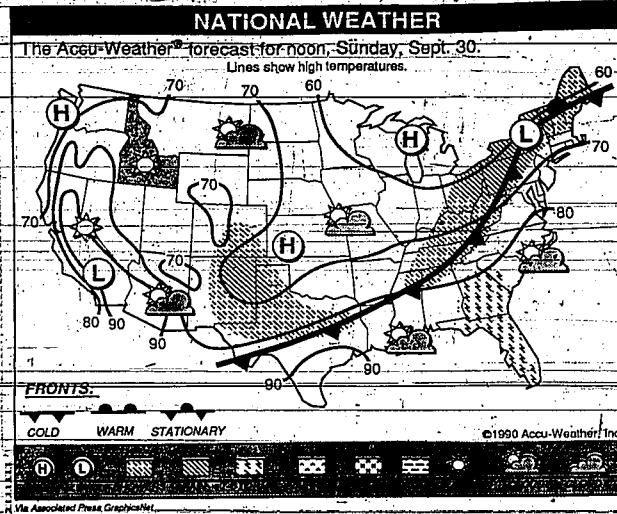 NATIONAL WEATHER
The Accu-Weather® forecast for noon, Sunday, Sept. 30.
Lines show high temperatures.
70
70
60
60
H
H
L
70
70
80
70
H
70
L
80
90
90
90
90
FRONTS:
COLD
WARM
STATIONARY
©1990 Accu-Weather, Inc
H
L
Via Associated Press GraphicsNet